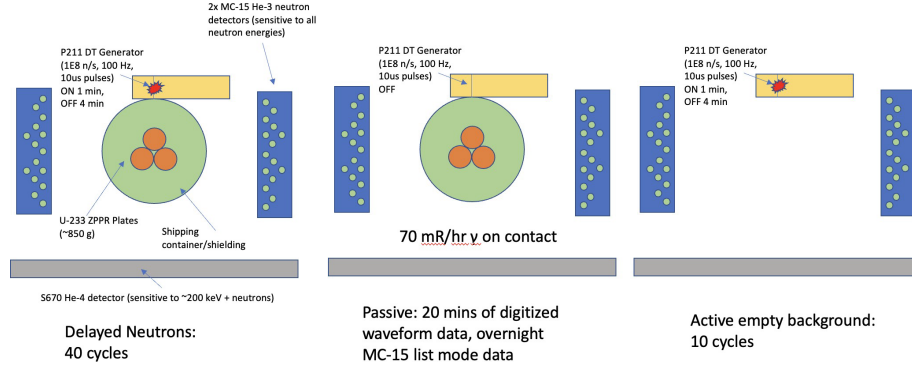 2x MC-15 He-3 neutron
detectors (sensitive to all
neutron energies)
P211 DT Generator
(1E8 n/s, 100 Hz,
10us pulses)
ON 1 min,
OFF 4 min
U-233 ZPPR Plates
(~850 g)
Shipping
container/shielding
S670 He-4 detector (sensitive to ~200 keV + neutrons)
Delayed Neutrons:
40 cycles
P211 DT Generator
(1E8 n/s, 100 Hz,
10us pulses)
OFF
70 mR/hr γ on contact
Passive: 20 mins of digitized
waveform data, overnight
MC-15 list mode data
P211 DT Generator
(1E8 n/s, 100 Hz,
10us pulses)
ON 1 min,
OFF 4 min
Active empty background:
10 cycles